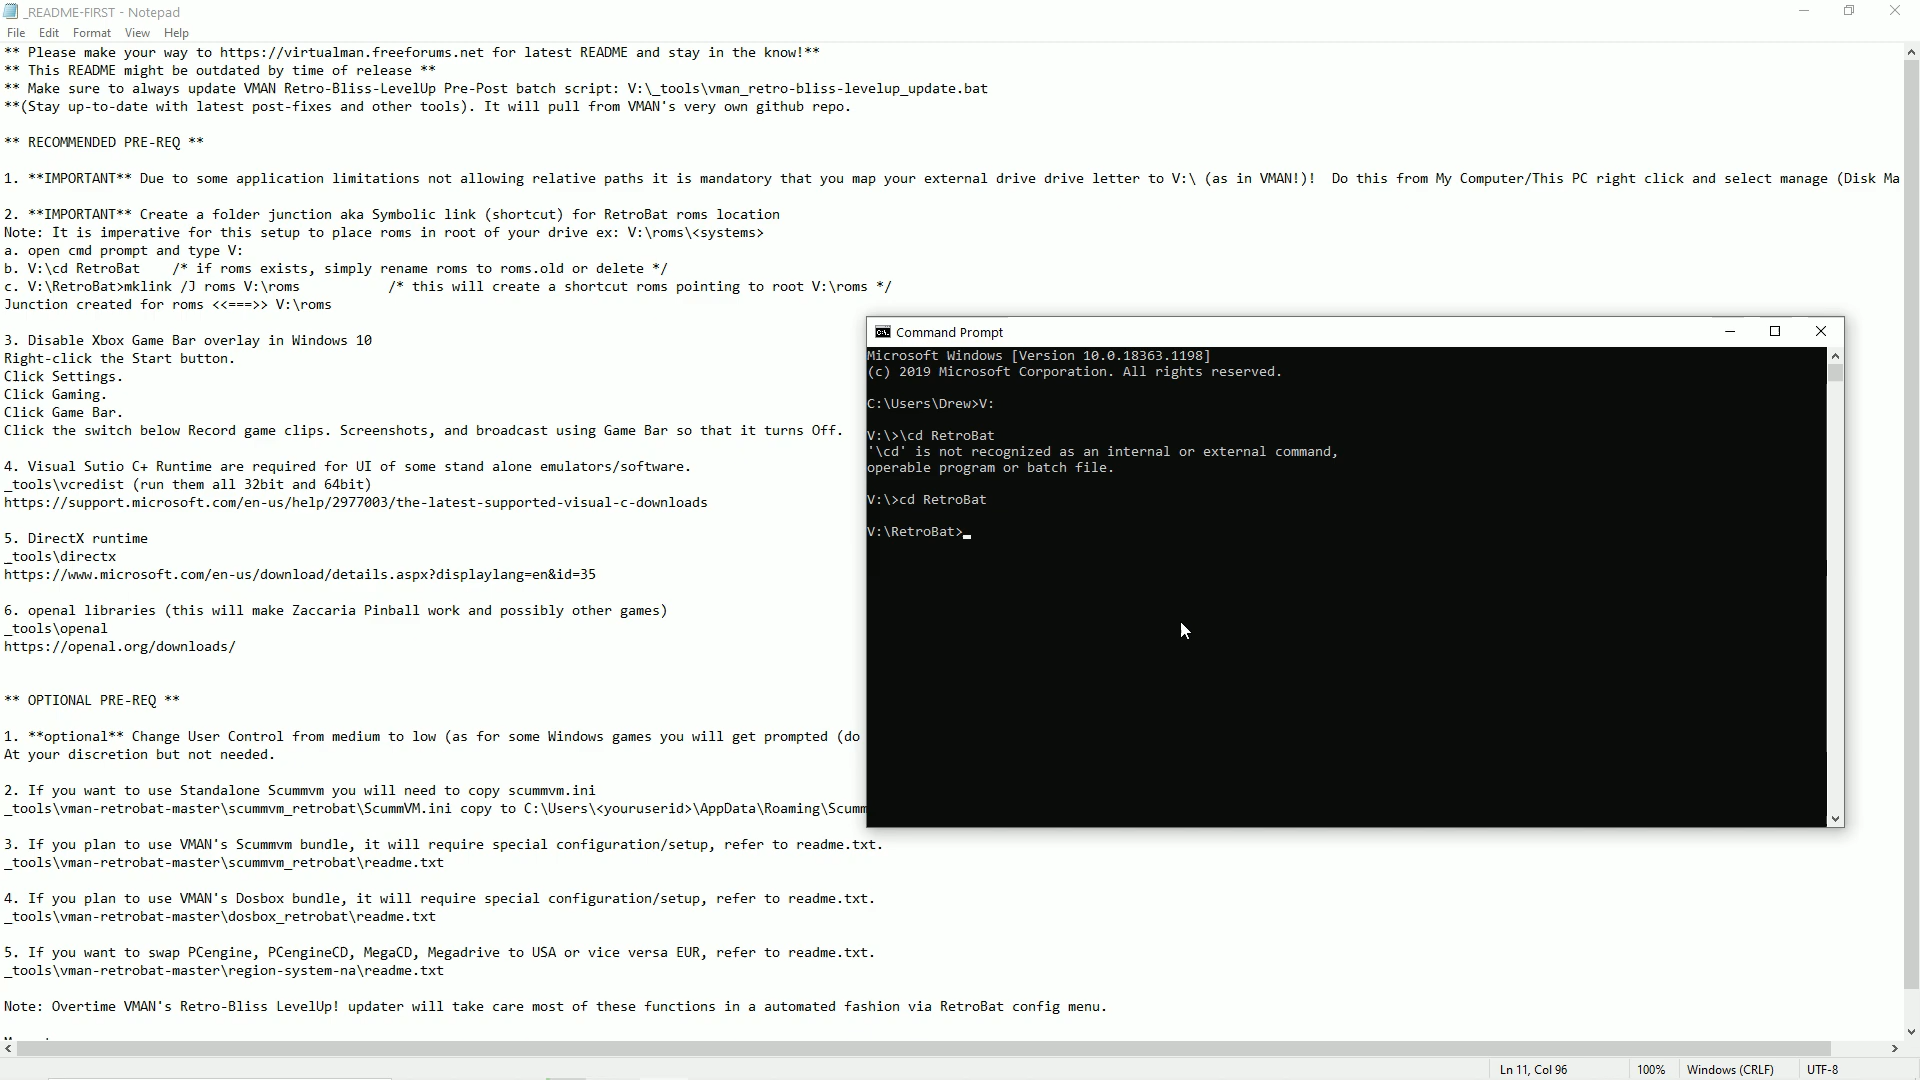 _README-FIRST - Notepad
File Edit Format View Help
** Please make your way to https://virtualman.freeforums.net for latest README and stay in the know!**
** This README might be outdated by time of release **
** Make sure to always update VMAN Retro-Bliss-LevelUp Pre-Post batch script: V:\_tools\vman_retro-bliss-levelup_update.bat
**(Stay up-to-date with latest post-fixes and other tools). It will pull from VMAN's very own github repo.
** RECOMMENDED PRE-REQ **
1. **IMPORTANT** Due to some application limitations not allowing relative paths it is mandatory that you map your external drive drive letter to V:\ (as in VMAN!)! Do this from My Computer/This PC right click and select manage (Disk Ma
2. **IMPORTANT** Create a folder junction aka Symbolic link (shortcut) for RetroBat roms location
Note: It is imperative for this setup to place roms in root of your drive ex: V:\roms\<systems>
a. open cmd prompt and type V:
b. V:\cd RetroBat /* if roms exists, simply rename roms to roms.old or delete */
c. V:\RetroBat>mklink /J roms V:\roms /* this will create a shortcut roms pointing to root V:\roms */
Junction created for roms <<===>> V:\roms
3. Disable Xbox Game Bar overlay in Windows 10
Right-click the Start button.
Click Settings.
Click Gaming.
Click Game Bar.
Click the switch below Record game clips. Screenshots, and broadcast using Game Bar so that it turns Off.
4. Visual Sutio C+ Runtime are required for UI of some stand alone emulators/software.
_tools\vcredist (run them all 32bit and 64bit)
https://support.microsoft.com/en-us/help/2977003/the-latest-supported-visual-c-downloads
5. DirectX runtime
_tools\directx
https://www.microsoft.com/en-us/download/details.aspx?displaylang=en&id=35
6. openal libraries (this will make Zaccaria Pinball work and possibly other games)
_tools\openal
https://openal.org/downloads/
** OPTIONAL PRE-REQ **
1. **optional** Change User Control from medium to low (as for some Windows games you will get prompted (do
At your discretion but not needed.
2. If you want to use Standalone Scummvm you will need to copy scummvm.ini
_tools\vman-retrobat-master\scummvm_retrobat\ScummVM.ini copy to C:\Users\<youruserid>\AppData\Roaming\Scumm
3. If you plan to use VMAN's Scummvm bundle, it will require special configuration/setup, refer to readme.txt.
_tools\vman-retrobat-master\scummvm_retrobat\readme.txt
4. If you plan to use VMAN's Dosbox bundle, it will require special configuration/setup, refer to readme.txt.
_tools\vman-retrobat-master\dosbox_retrobat\readme.txt
5. If you want to swap PCengine, PCengineCD, MegaCD, Megadrive to USA or vice versa EUR, refer to readme.txt.
_tools\vman-retrobat-master\region-system-na\readme.txt
Note: Overtime VMAN's Retro-Bliss LevelUp! updater will take care most of these functions in a automated fashion via RetroBat config menu.
Command Prompt
Microsoft Windows [Version 10.0.18363.1198]
(c) 2019 Microsoft Corporation. All rights reserved.
C:\Users\Drew>V:
V:\>\cd RetroBat
'\cd' is not recognized as an internal or external command,
operable program or batch file.
V:\>cd RetroBat
V:\RetroBat>
Ln 11, Col 96 100% Windows (CRLF) UTF-8